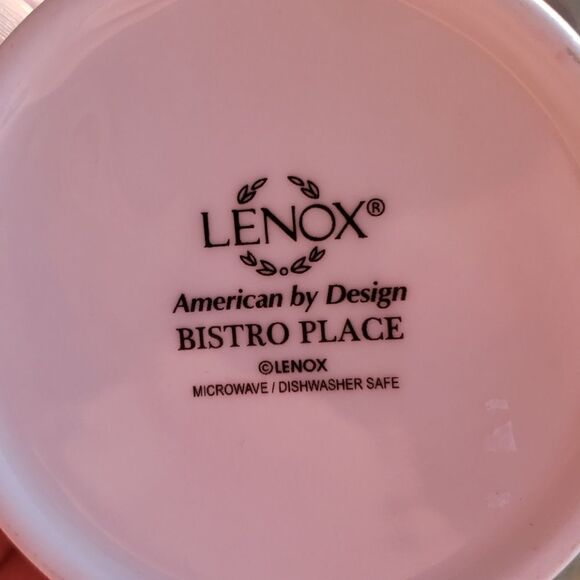 LENOX®
American by Design
BISTRO PLACE
©LENOX
MICROWAVE / DISHWASHER SAFE